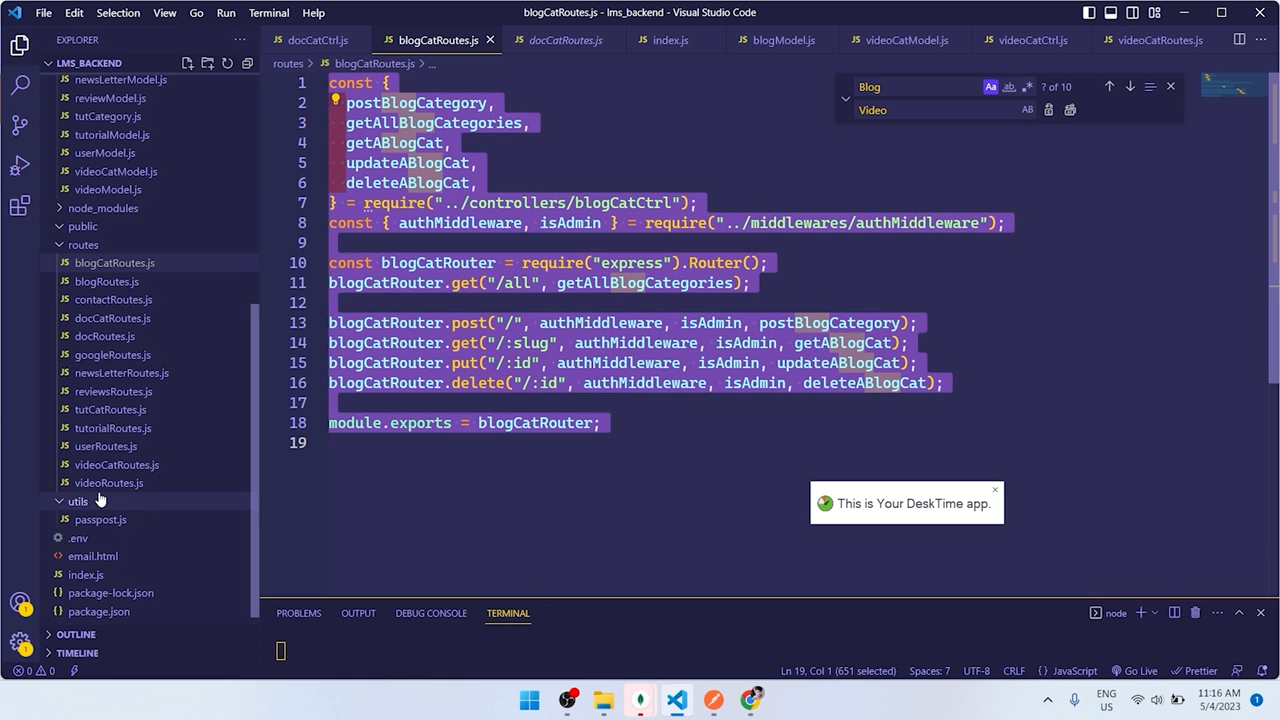 File Edit Selection View Go Run Terminal Help
blogCatRoutes.js - lms_backend - Visual Studio Code
EXPLORER
docCatCtrl.js
blogCatRoutes.js
docCatRoutes.js
index.js
blogModel.js
videoCatModel.js
videoCatCtrl.js
videoCatRoutes.js
LMS_BACKEND
newsLetterModel.js
reviewModel.js
tutCategory.js
tutorialModel.js
userModel.js
videoCatModel.js
videoModel.js
node_modules
public
routes
blogCatRoutes.js
blogRoutes.js
contactRoutes.js
docCatRoutes.js
docRoutes.js
googleRoutes.js
newsLetterRoutes.js
reviewsRoutes.js
tutCatRoutes.js
tutorialRoutes.js
userRoutes.js
videoCatRoutes.js
videoRoutes.js
utils
passpost.js
.env
email.html
index.js
package-lock.json
package.json
OUTLINE
TIMELINE
routes > blogCatRoutes.js > ...
Blog Aa ab .* ? of 10
Video AB
1 const {
2 postBlogCategory,
3 getAllBlogCategories,
4 getABlogCat,
5 updateABlogCat,
6 deleteABlogCat,
7 } = require("../controllers/blogCatCtrl");
8 const { authMiddleware, isAdmin } = require("../middlewares/authMiddleware");
9
10 const blogCatRouter = require("express").Router();
11 blogCatRouter.get("/all", getAllBlogCategories);
12
13 blogCatRouter.post("/", authMiddleware, isAdmin, postBlogCategory);
14 blogCatRouter.get("/:slug", authMiddleware, isAdmin, getABlogCat);
15 blogCatRouter.put("/:id", authMiddleware, isAdmin, updateABlogCat);
16 blogCatRouter.delete("/:id", authMiddleware, isAdmin, deleteABlogCat);
17
18 module.exports = blogCatRouter;
19
This is Your DeskTime app.
PROBLEMS OUTPUT DEBUG CONSOLE TERMINAL
node
1
1
0 0 Ln 19, Col 1 (651 selected) Spaces: 7 UTF-8 CRLF {} JavaScript Go Live Prettier
ENG
US
11:16 AM
5/4/2023
1